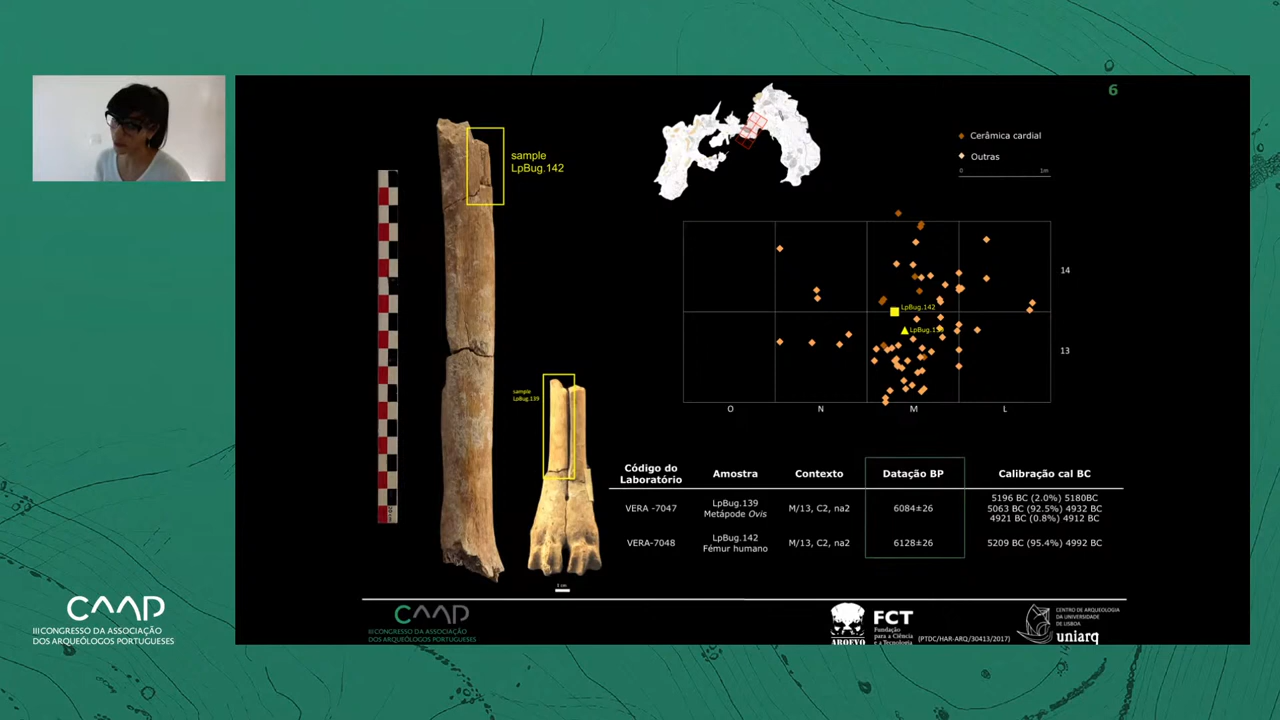 6
sample
LpBug.142
Cerâmica cardial
Outras
0 1m
14
LpBug.142
13
O N M L
sample
LpBug.139
1 cm
Código do Laboratório Amostra Contexto Datação BP Calibração cal BC
VERA -7047 LpBug.139 Metápode Ovis M/13, C2, na2 6084±26 5196 BC (2.0%) 5180BC
5063 BC (92.5%) 4932 BC
4921 BC (0.8%) 4912 BC
VERA-7048 LpBug.142 Fémur humano M/13, C2, na2 6128±26 5209 BC (95.4%) 4992 BC
CAAP
III CONGRESSO DA ASSOCIAÇÃO
DOS ARQUEÓLOGOS PORTUGUESES
CAAP
III CONGRESSO DA ASSOCIAÇÃO
DOS ARQUEÓLOGOS PORTUGUESES
FCT
Fundação
para a Ciência
e a Tecnologia
(PTDC/HAR-ARQ/30413/2017)
CENTRO DE ARQUEOLOGIA
DA UNIVERSIDADE
DE LISBOA
uniarq